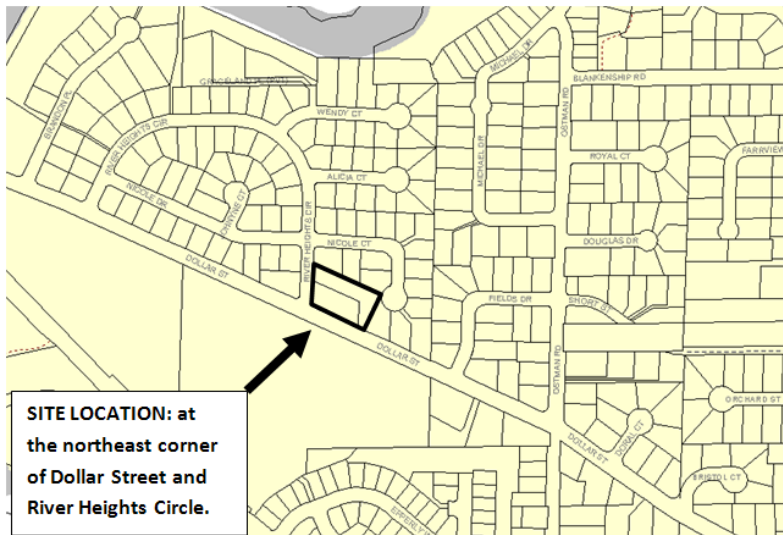 MICHAEL DR
BLANKENSHIP RD
BRANDON PL
WENDY CT
OSTMAN RD
RIVER HEIGHTS CIR
ROYAL CT
FARRVIEW
ALICIA CT
MICHAEL DR
NICOLE DR
NICOLE CT
DOUGLAS DR
RIVER HEIGHTS CIR
DOLLAR ST
FIELDS DR
SHORT ST
DOLLAR ST
OSTMAN RD
ORCHARD ST
SITE LOCATION: at
the northeast corner
of Dollar Street and
River Heights Circle.
DOLLAR ST
DORAL CT
BRISTOL CT